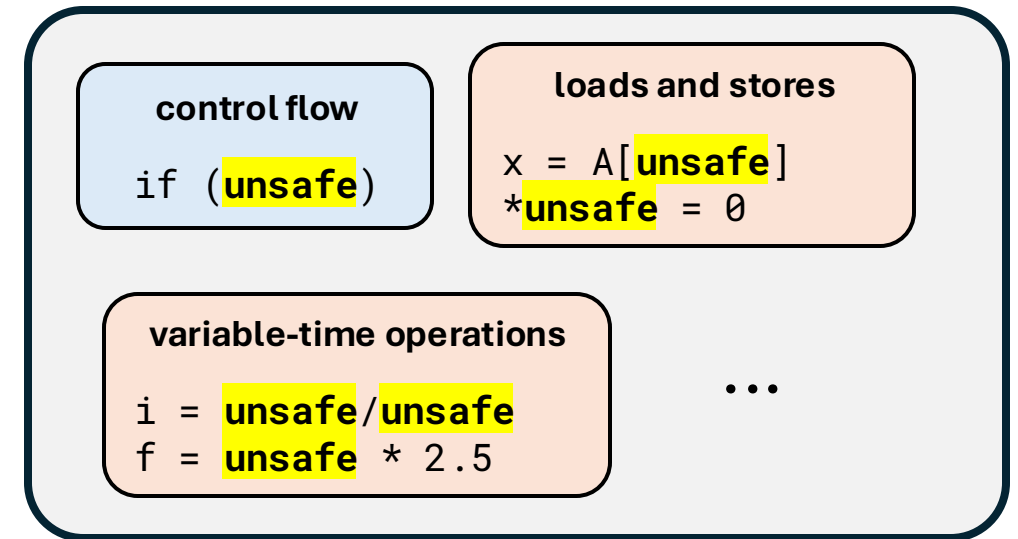 control flow
if (unsafe)
loads and stores
x = A[unsafe]
*unsafe = 0
variable-time operations
i = unsafe/unsafe
f = unsafe * 2.5
...